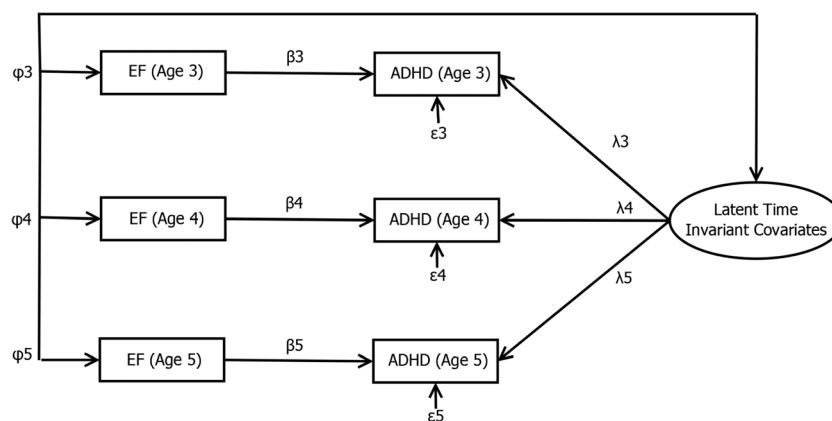 φ3
EF (Age 3)
β3
ADHD (Age 3)
ε3
λ3
φ4
EF (Age 4)
β4
ADHD (Age 4)
ε4
λ4
Latent Time
Invariant Covariates
λ5
φ5
EF (Age 5)
β5
ADHD (Age 5)
ε5